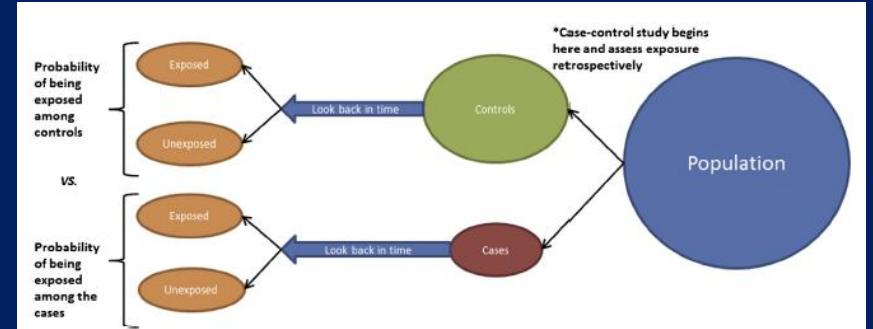 *Case-control study begins
here and assess exposure
retrospectively
Probability
of being
exposed
among
controls
Exposed
Unexposed
Look back in time
Controls
Population
VS.
Probability
of being
exposed
among the
cases
Exposed
Unexposed
Look back in time
Cases